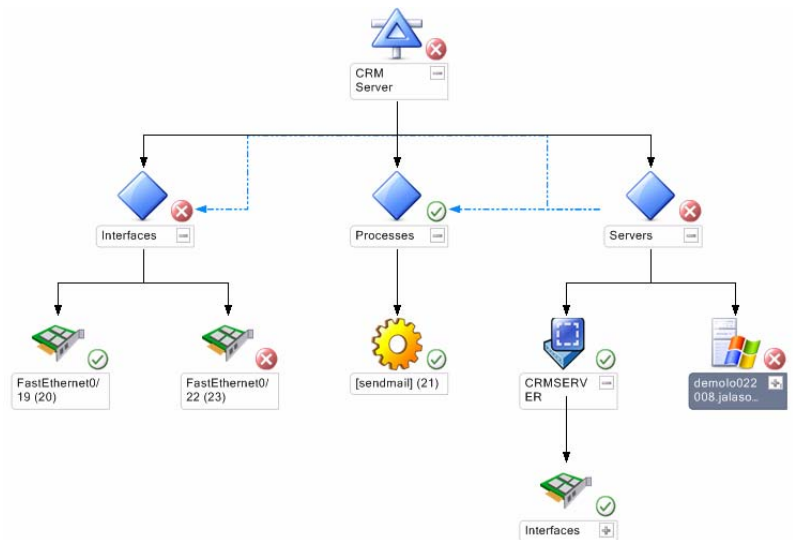 CRM
Server
Interfaces
Processes
Servers
FastEthernet0/
19 (20)
FastEthernet0/
22 (23)
[sendmail] (21)
CRMSERV
ER
demolo022
008.jalaso...
Interfaces